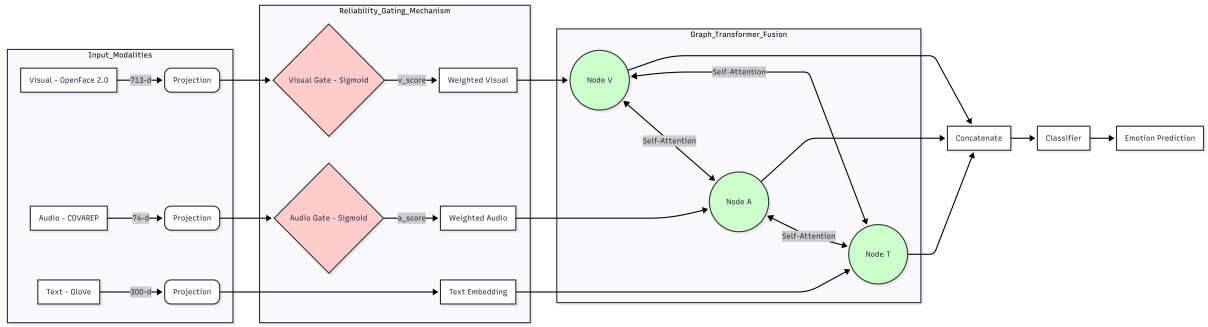 Input_Modalities
Visual - OpenFace 2.0
713-d
Projection
Audio - COVAREP
74-d
Projection
Text - GloVe
300-d
Projection
Reliability_Gating_Mechanism
Visual Gate - Sigmoid
v_score
Weighted Visual
Audio Gate - Sigmoid
a_score
Weighted Audio
Text Embedding
Graph_Transformer_Fusion
Node V
Self-Attention
Self-Attention
Node A
Self-Attention
Node T
Concatenate
Classifier
Emotion Prediction